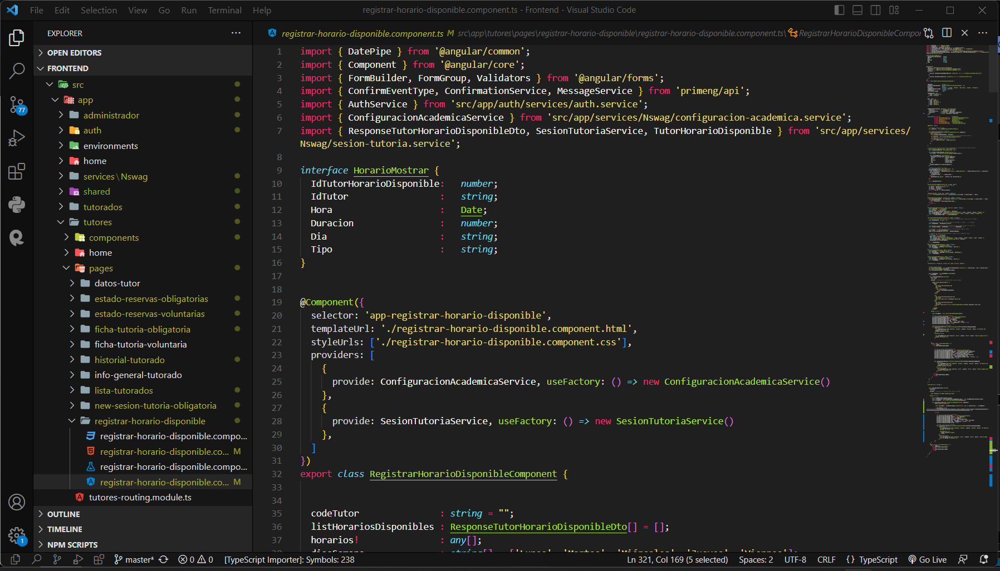 File Edit Selection View Go Run Terminal Help
registrar-horario-disponible.component.ts - Frontend - Visual Studio Code
EXPLORER
OPEN EDITORS
FRONTEND
src
app
administrador
auth
environments
home
services\Nswag
shared
tutorados
tutores
components
home
pages
datos-tutor
estado-reservas-obligatorias
estado-reservas-voluntarias
ficha-tutoria-obligatoria
ficha-tutoria-voluntaria
historial-tutorado
info-general-tutorado
lista-tutorados
new-sesion-tutoria-obligatoria
registrar-horario-disponible
registrar-horario-disponible.compo...
registrar-horario-disponible.co... M
registrar-horario-disponible.compo...
registrar-horario-disponible.co... M
tutores-routing.module.ts
OUTLINE
TIMELINE
NPM SCRIPTS
77
1
registrar-horario-disponible.component.ts M src\app\tutores\pages\registrar-horario-disponible\registrar-horario-disponible.component.ts\ RegistrarHorarioDisponibleCompor
1 import { DatePipe } from '@angular/common';
2 import { Component } from '@angular/core';
3 import { FormBuilder, FormGroup, Validators } from '@angular/forms';
4 import { ConfirmEventType, ConfirmationService, MessageService } from 'primeng/api';
5 import { AuthService } from 'src/app/auth/services/auth.service';
6 import { ConfiguracionAcademicaService } from 'src/app/services/Nswag/configuracion-academica.service';
7 import { ResponseTutorHorarioDisponibleDto, SesionTutoriaService, TutorHorarioDisponible } from 'src/app/services/
Nswag/sesion-tutoria.service';
8
9 interface HorarioMostrar {
10 IdTutorHorarioDisponible: number;
11 IdTutor : string;
12 Hora : Date;
13 Duracion : number;
14 Dia : string;
15 Tipo : string;
16 }
17
18
19 @Component({
20 selector: 'app-registrar-horario-disponible',
21 templateUrl: './registrar-horario-disponible.component.html',
22 styleUrls: ['./registrar-horario-disponible.component.css'],
23 providers: [
24 {
25 provide: ConfiguracionAcademicaService, useFactory: () => new ConfiguracionAcademicaService()
26 },
27 {
28 provide: SesionTutoriaService, useFactory: () => new SesionTutoriaService()
29 },
30 ]
31 })
32 export class RegistrarHorarioDisponibleComponent {
33
34
35 codeTutor : string = "";
36 listHorariosDisponibles : ResponseTutorHorarioDisponibleDto[] = [];
37 horarios! : any[];
master* 0 0 [TypeScript Importer]: Symbols: 238 Ln 321, Col 169 (5 selected) Spaces: 2 UTF-8 CRLF {} TypeScript Go Live